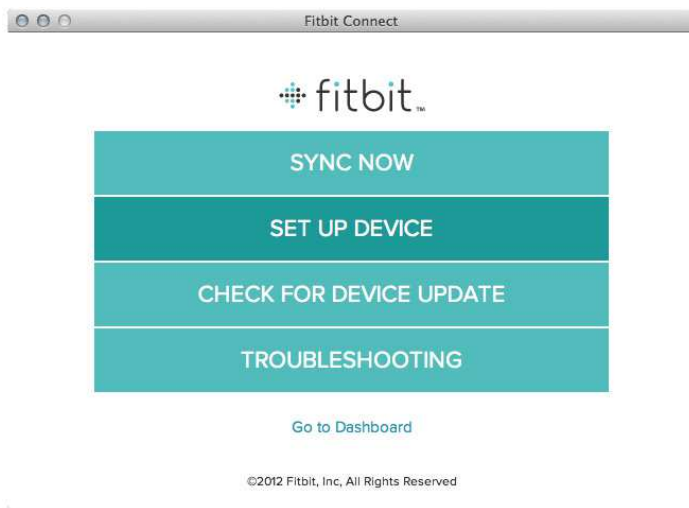 Fitbit Connect
fitbit™
SYNC NOW
SET UP DEVICE
CHECK FOR DEVICE UPDATE
TROUBLESHOOTING
Go to Dashboard
©2012 Fitbit, Inc, All Rights Reserved